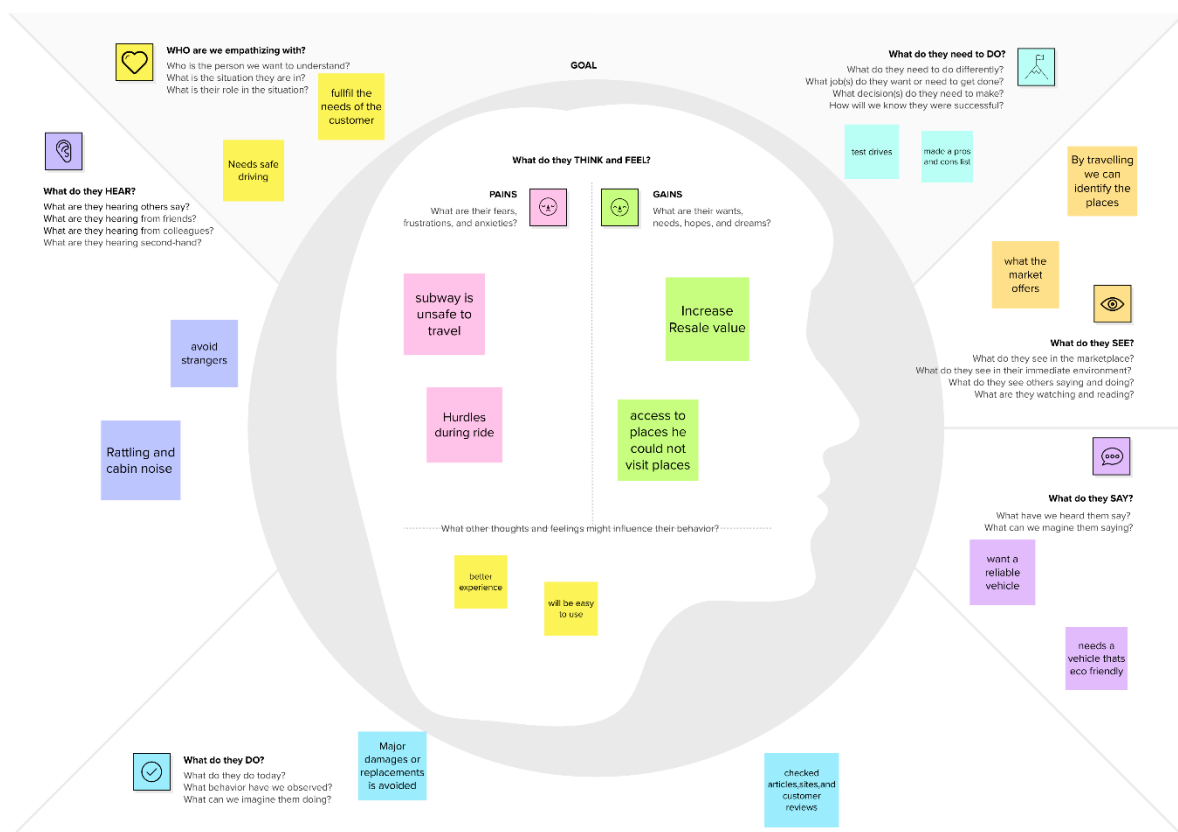 WHO are we empathizing with?
Who is the person we want to understand?
What is the situation they are in?
What is their role in the situation?
fullfil the
needs of the
customer
Needs safe
driving
GOAL
What do they need to DO?
What do they need to do differently?
What job(s) do they want or need to get done?
What decision(s) do they need to make?
How will we know they were successful?
test drives
made a pros
and cons list
What do they HEAR?
What are they hearing others say?
What are they hearing from friends?
What are they hearing from colleagues?
What are they hearing second-hand?
avoid
strangers
Rattling and
cabin noise
What do they THINK and FEEL?
PAINS
What are their fears,
frustrations, and anxieties?
GAINS
What are their wants,
needs, hopes, and dreams?
subway is
unsafe to
travel
Increase
Resale value
Hurdles
during ride
access to
places he
could not
visit places
What other thoughts and feelings might influence their behavior?
better
experience
will be easy
to use
By travelling
we can
identify the
places
what the
market
offers
What do they SEE?
What do they see in the marketplace?
What do they see in their immediate environment?
What do they see others saying and doing?
What are they watching and reading?
What do they SAY?
What have we heard them say?
What can we magine them saying?
want a
reliable
vehicle
needs a
vehicle thats
eco friendly
What do they DO?
What do they do today?
What behavior have we observed?
What can we imagine them doing?
Major
damages or
replacements
is avoided
checked
articles,sites,and
customer
reviews